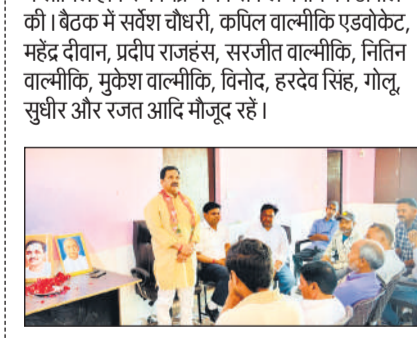 की। बैठक में सर्वेश चौधरी, कपिल वाल्मीकि एडवोकेट,
महेंद्र दीवान, प्रदीप राजहंस, सरजीत वाल्मीकि, नितिन
वाल्मीकि, मुकेश वाल्मीकि, विनोद, हरदेव सिंह, गोलू,
सुधीर और रजत आदि मौजूद रहें।